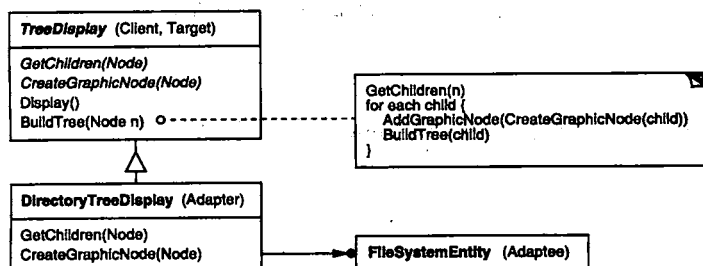 TreeDisplay (Client, Target)
GetChildren(Node)
CreateGraphicNode(Node)
Display()
BuildTree(Node n)
GetChildren(n)
for each child {
AddGraphicNode(CreateGraphicNode(child))
BuildTree(child)
}
DirectoryTreeDisplay (Adapter)
GetChildren(Node)
CreateGraphicNode(Node)
FileSystemEntity (Adaptee)